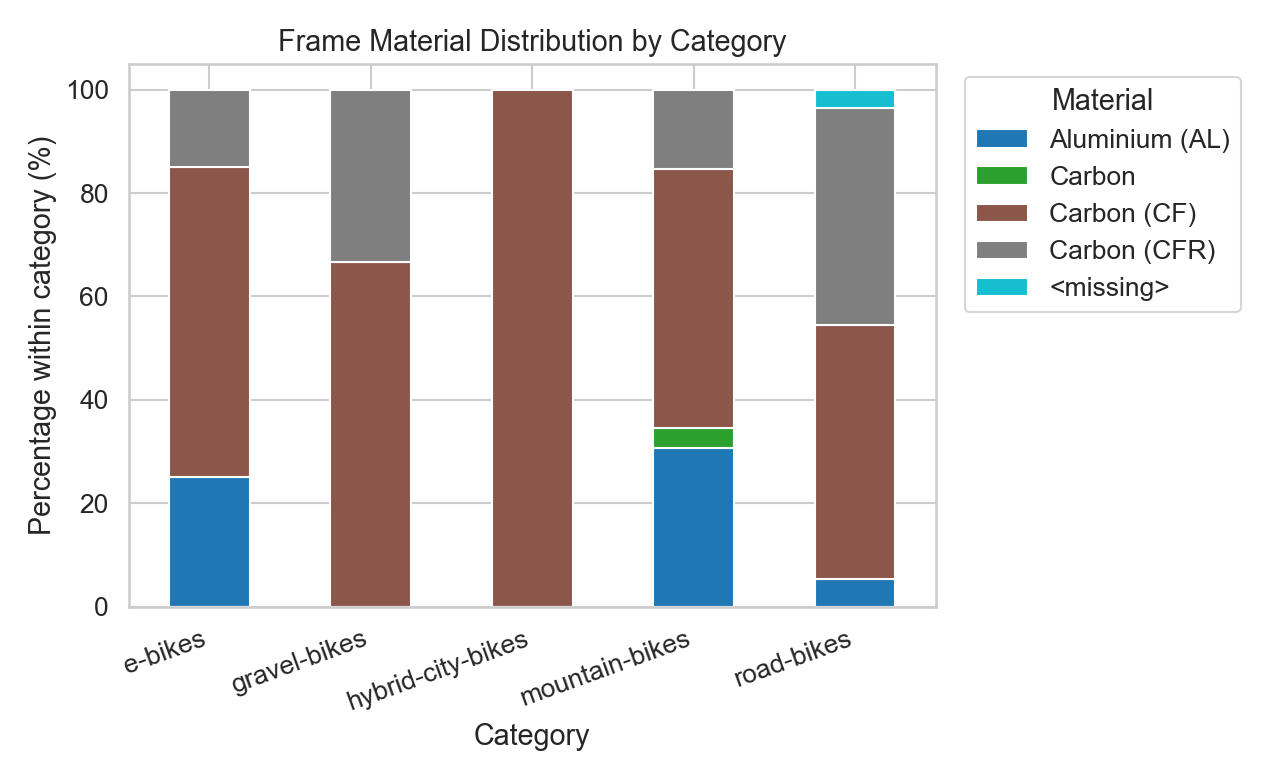 Frame Material Distribution by Category
Percentage within category (%)
100
80
60
40
20
0
e-bikes
gravel-bikes
hybrid-city-bikes
mountain-bikes
road-bikes
Category
Material
Aluminium (AL)
Carbon
Carbon (CF)
Carbon (CFR)
<missing>